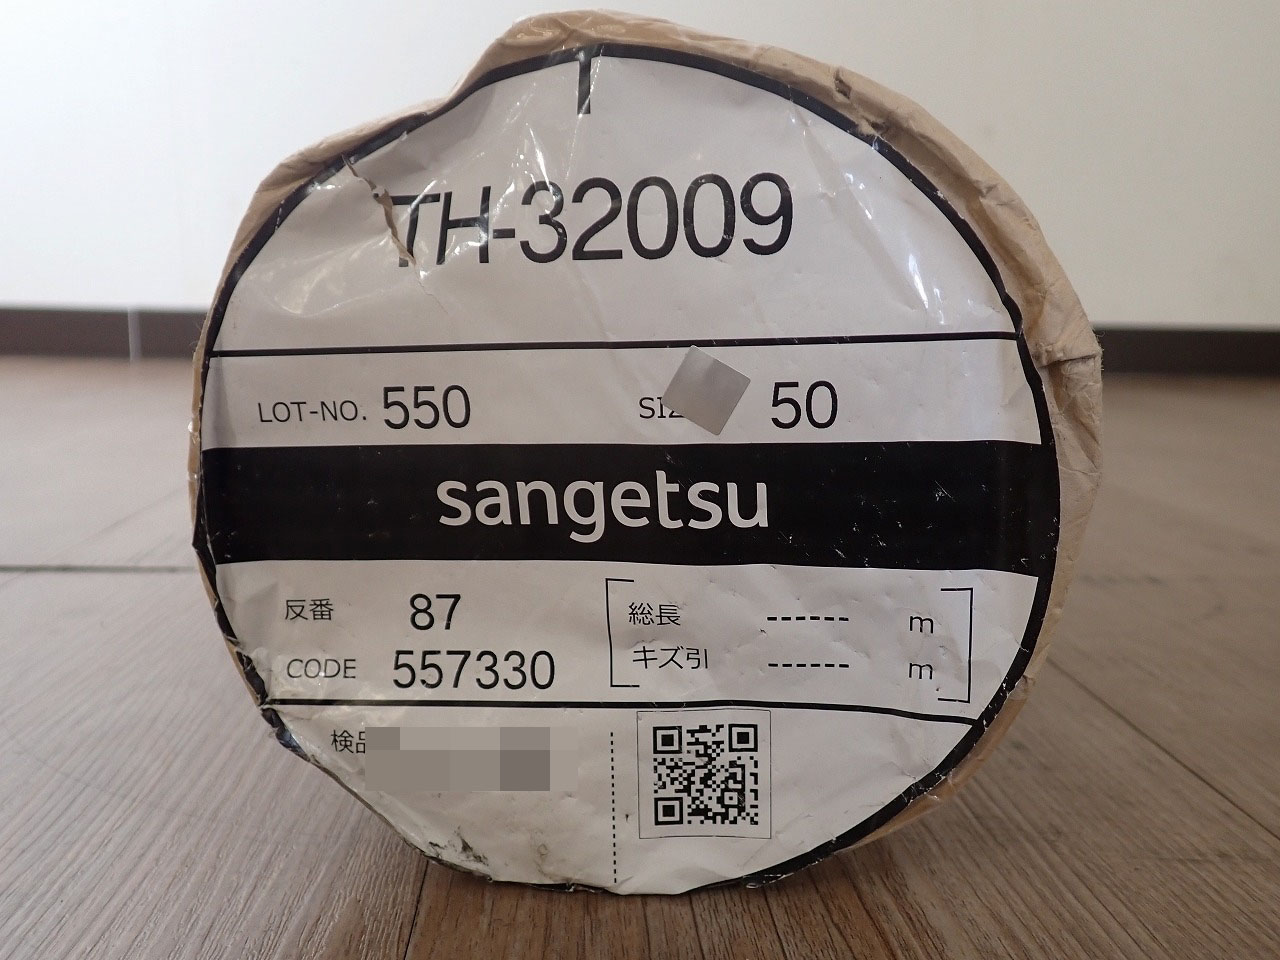 TH-32009
LOT-NO. 550 50
sangetsu
反番 87
CODE 557330
総長 ------ m
キズ引 ------ m